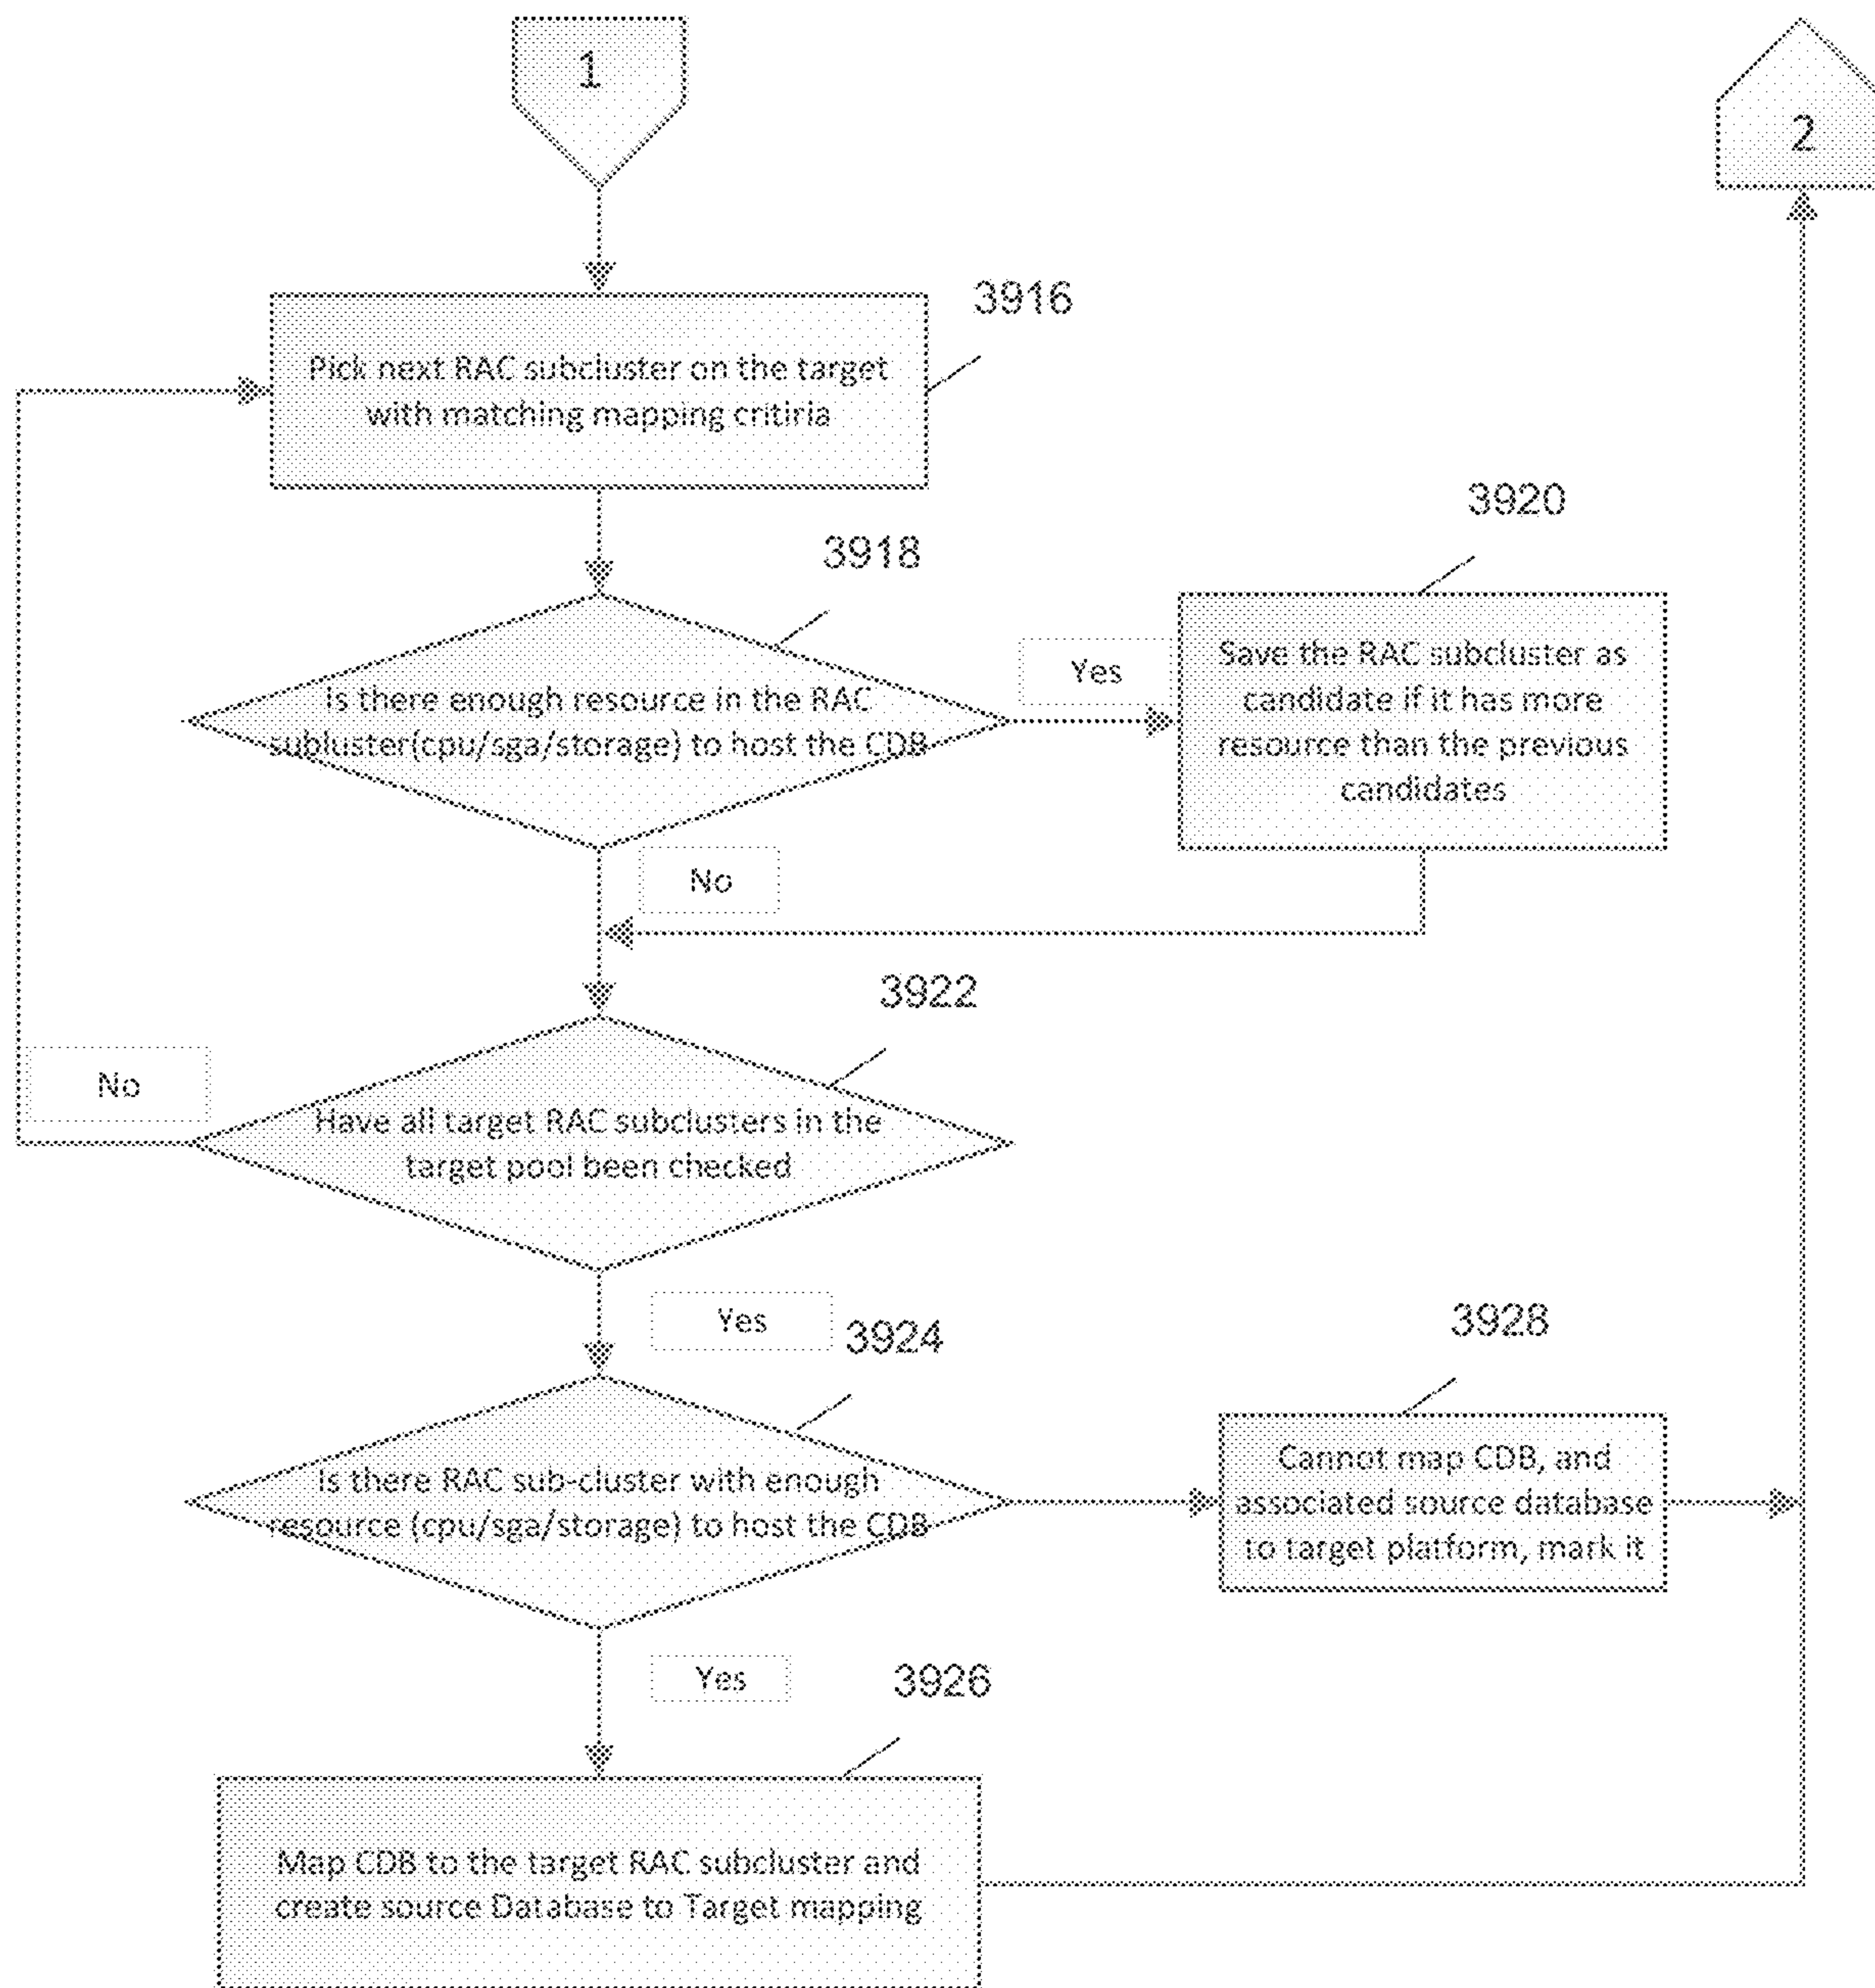 1
2
3916
Pick next RAC subcluster on the target
with matching mapping critiria
3920
3918
Is there enough resource in the RAC
subluster(cpu/sga/storage) to host the CDB
Yes
Save the RAC subcluster as
candidate if it has more
resource than the previous
candidates
No
3922
No
Have all target RAC subclusters in the
target pool been checked
Yes
3924
3928
Is there RAC sub-cluster with enough
resource (cpu/sga/storage) to host the CDB
Cannot map CDB, and
associated source database
to target platform, mark it
Yes
3926
Map CDB to the target RAC subcluster and
create source Database to Target mapping